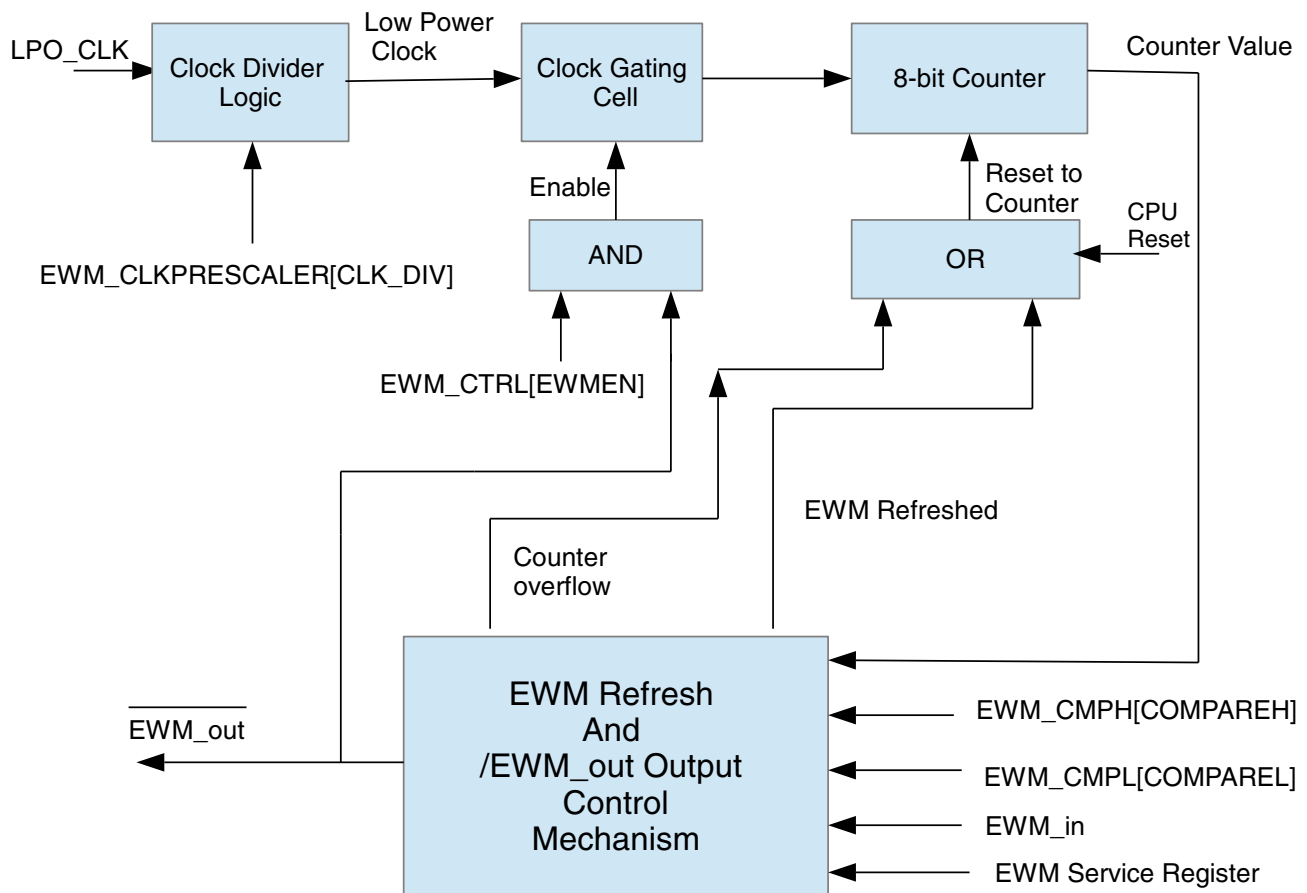 LPO_CLK
Clock Divider
Logic
Low Power
Clock
Clock Gating
Cell
8-bit Counter
Counter Value
Enable
Reset to
Counter
CPU
Reset
EWM_CLKPRESCALER[CLK_DIV]
AND
OR
EWM_CTRL[EWMEN]
EWM Refreshed
Counter
overflow
EWM_out
EWM Refresh
And
/EWM_out Output
Control
Mechanism
EWM_CMPH[COMPAREH]
EWM_CMPL[COMPAREL]
EWM_in
EWM Service Register